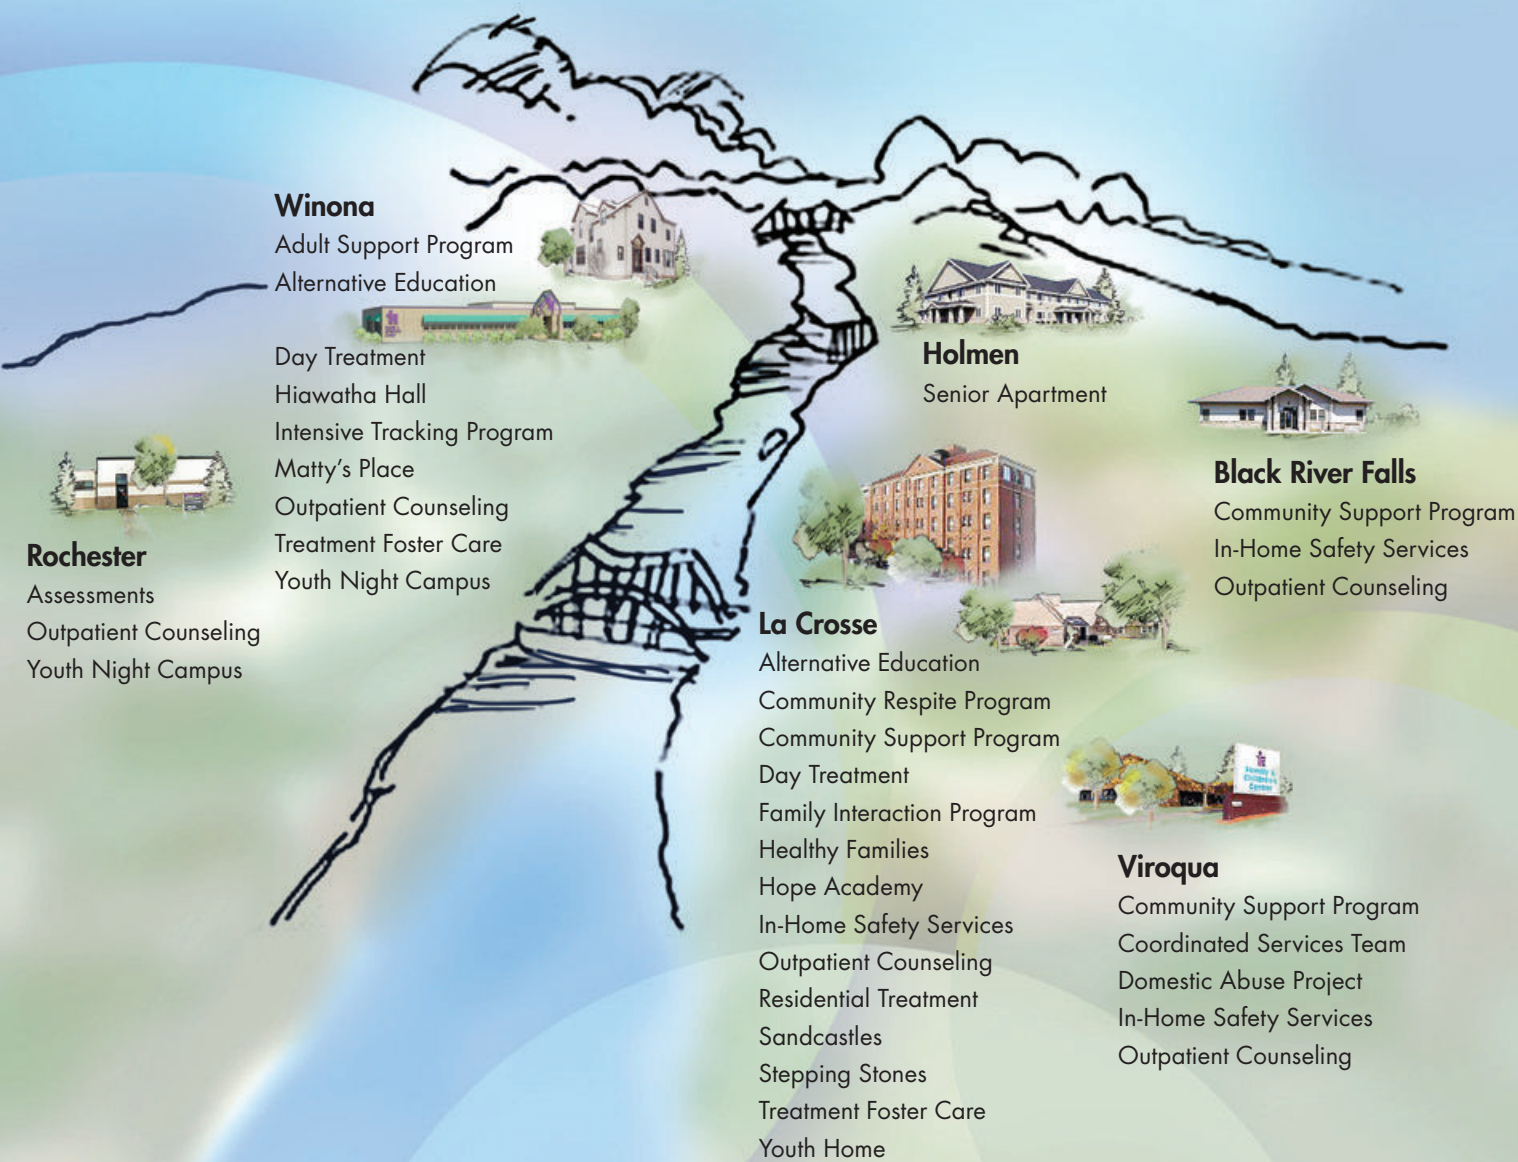 Winona
Adult Support Program
Alternative Education
Day Treatment
Hiawatha Hall
Intensive Tracking Program
Matty's Place
Outpatient Counseling
Treatment Foster Care
Youth Night Campus
Rochester
Assessments
Outpatient Counseling
Youth Night Campus
Holmen
Senior Apartment
Black River Falls
Community Support Program
In-Home Safety Services
Outpatient Counseling
La Crosse
Alternative Education
Community Respite Program
Community Support Program
Day Treatment
Family Interaction Program
Healthy Families
Hope Academy
In-Home Safety Services
Outpatient Counseling
Residential Treatment
Sandcastles
Stepping Stones
Treatment Foster Care
Youth Home
Family &
Children's
Center
Viroqua
Community Support Program
Coordinated Services Team
Domestic Abuse Project
In-Home Safety Services
Outpatient Counseling